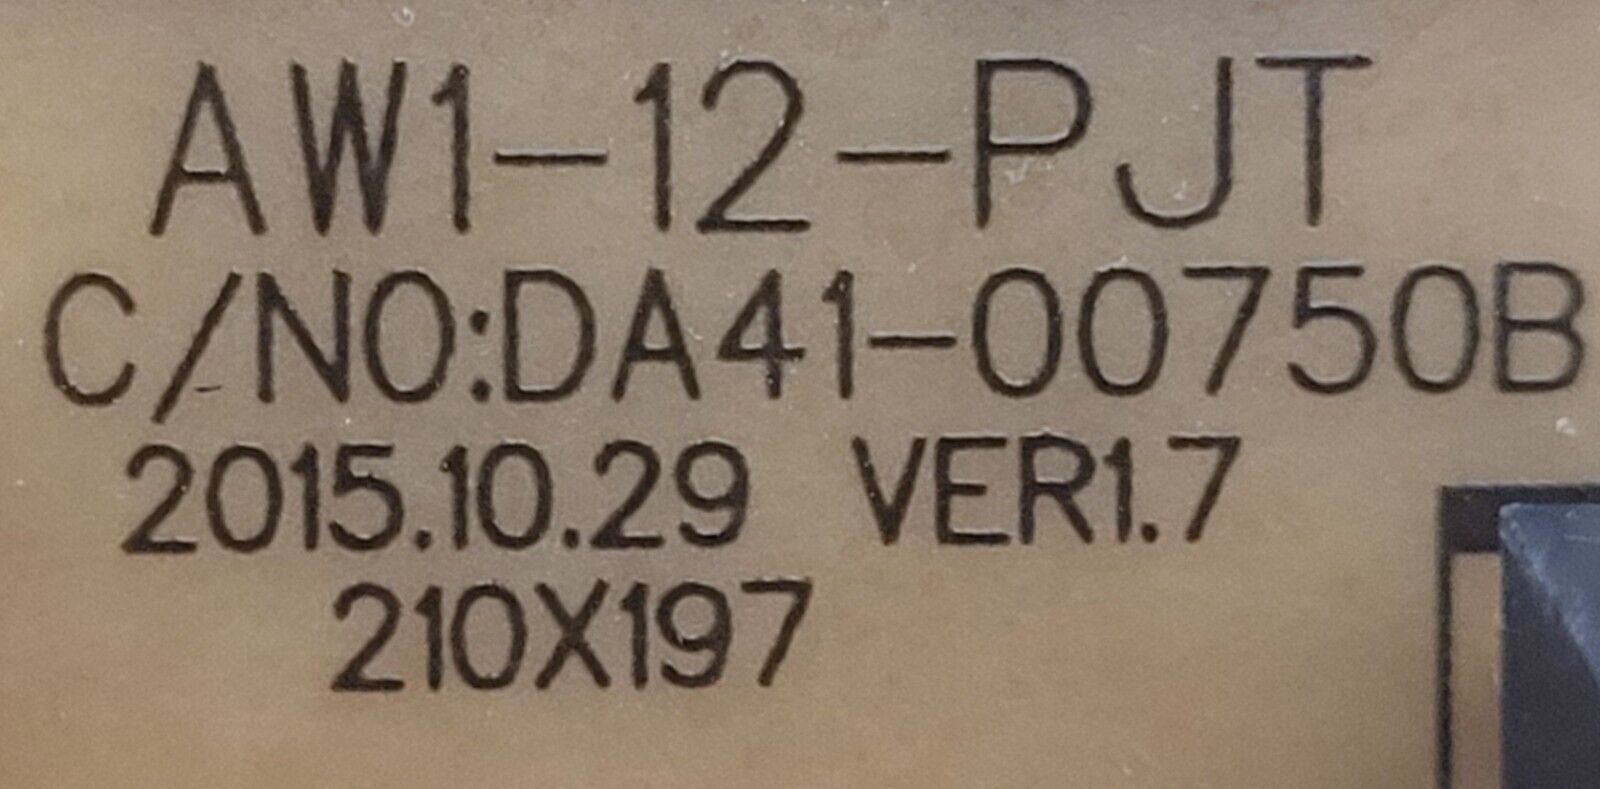 AW1-12-PJT
C/NO:DA41-00750B
2015.10.29 VER1.7
210X197